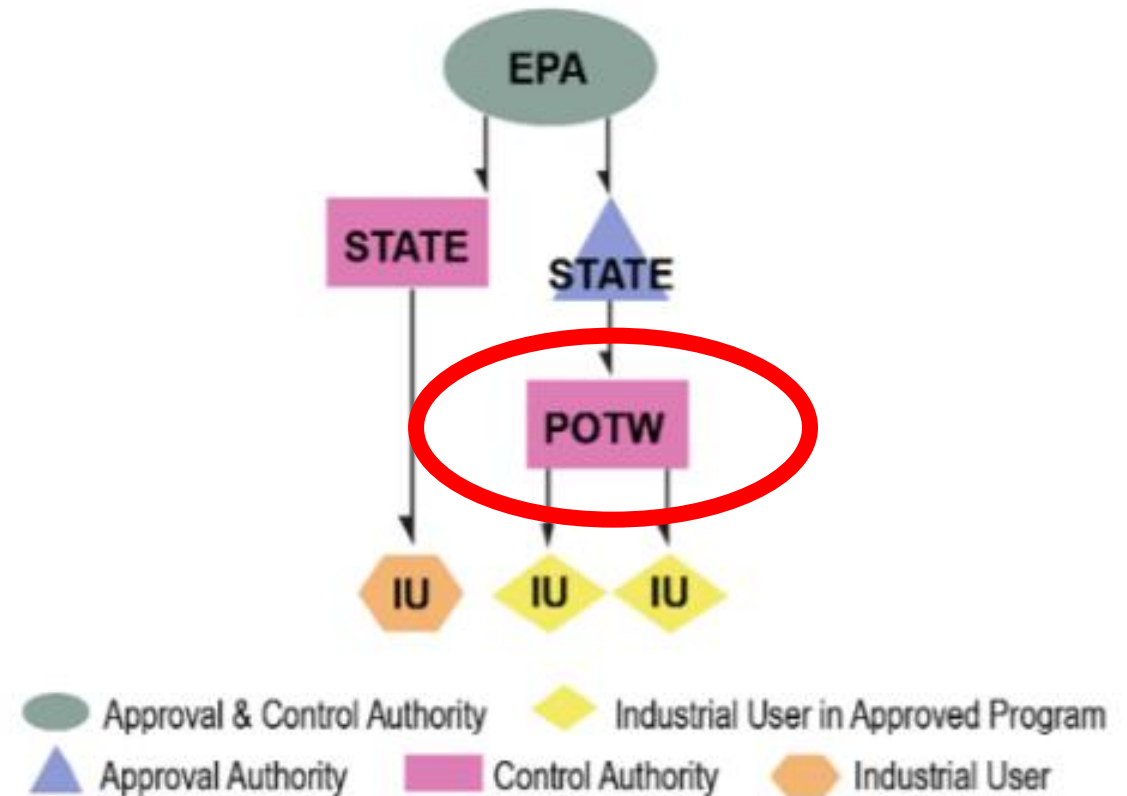 EPA
STATE
STATE
POTW
IU
IU
IU
Approval & Control Authority
Industrial User in Approved Program
Approval Authority
Control Authority
Industrial User